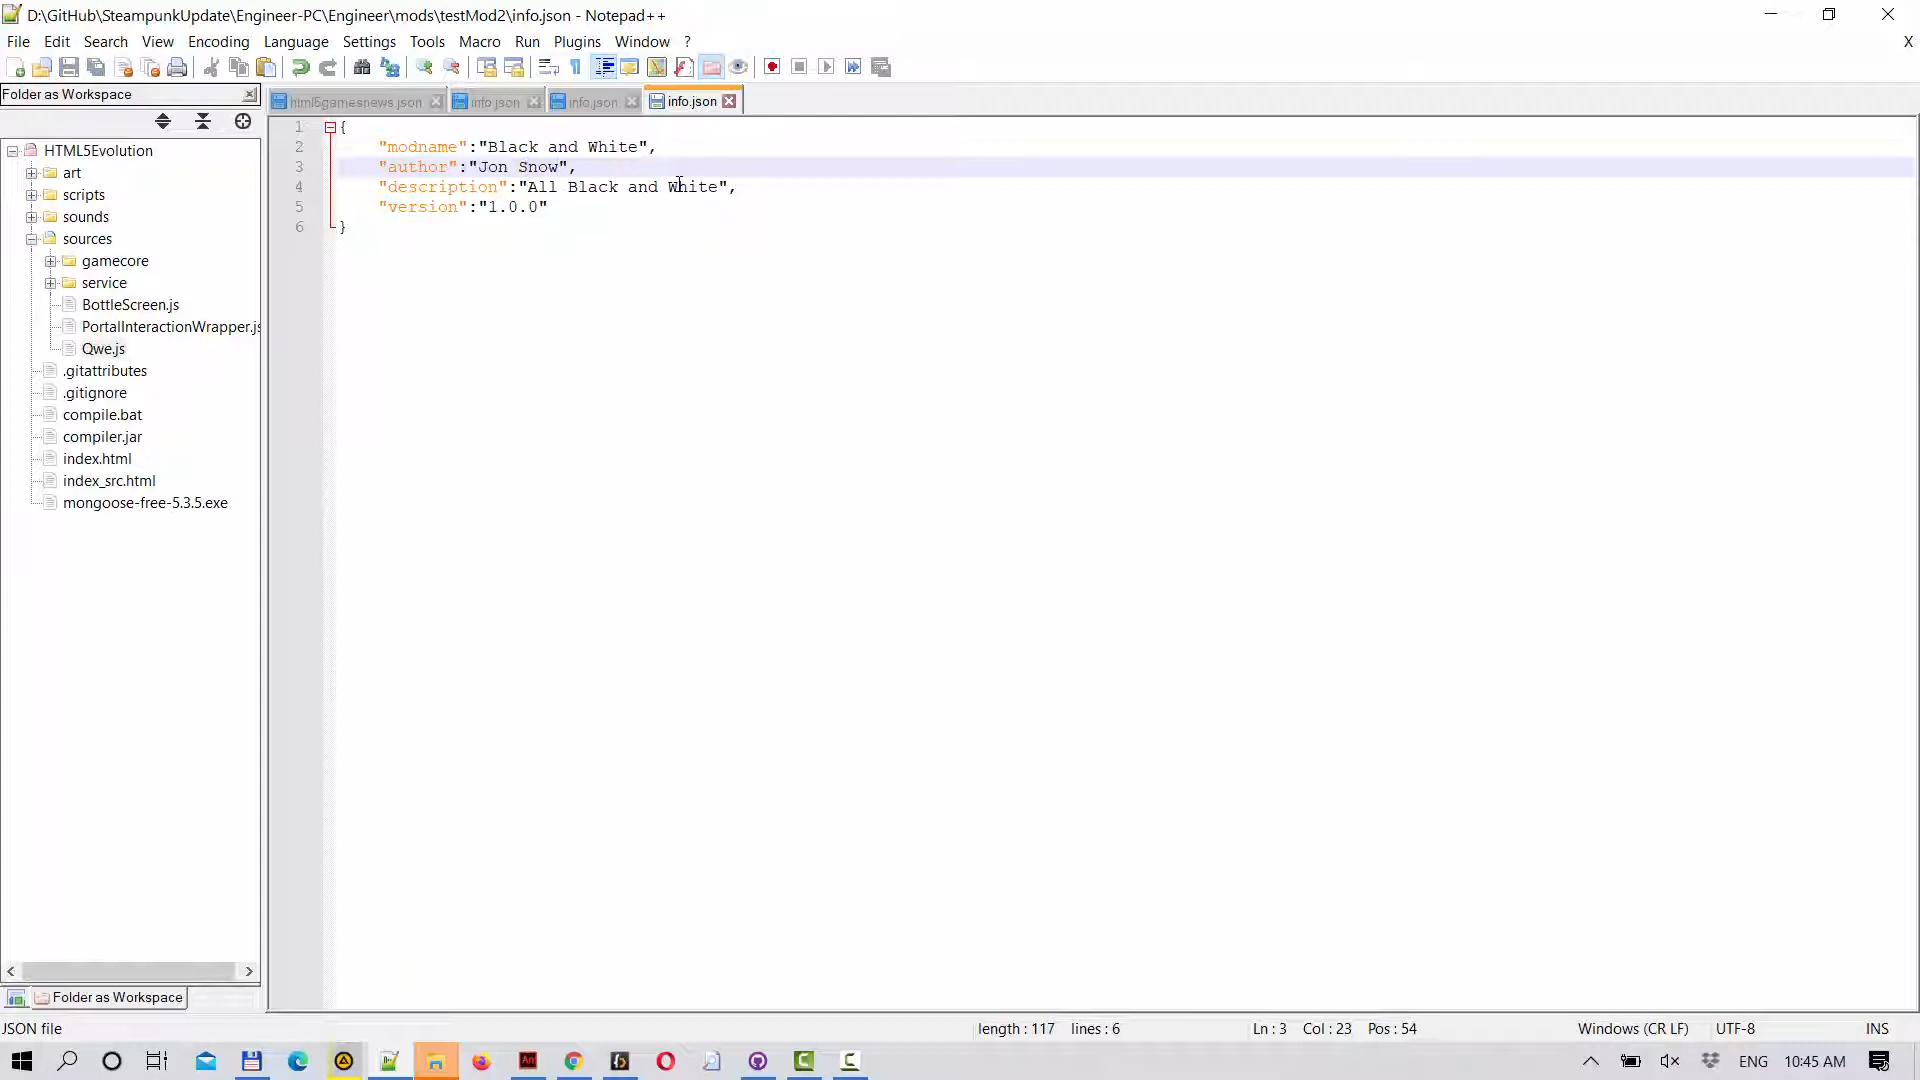 D:\GitHub\SteampunkUpdate\Engineer-PC\Engineer\mods\testMod2\info.json - Notepad++
File Edit Search View Encoding Language Settings Tools Macro Run Plugins Window ? X
Folder as Workspace
html5gamesnews.json info.json info.json info.json
HTML5Evolution
art
scripts
sounds
sources
gamecore
service
BottleScreen.js
PortalInteractionWrapper.js
Qwe.js
.gitattributes
.gitignore
compile.bat
compiler.jar
index.html
index_src.html
mongoose-free-5.3.5.exe
Folder as Workspace
1 {
2 "modname":"Black and White",
3 "author":"Jon Snow",
4 "description":"All Black and White",
5 "version":"1.0.0"
6 }
JSON file length : 117 lines : 6 Ln : 3 Col : 23 Pos : 54 Windows (CR LF) UTF-8 INS
ENG 10:45 AM